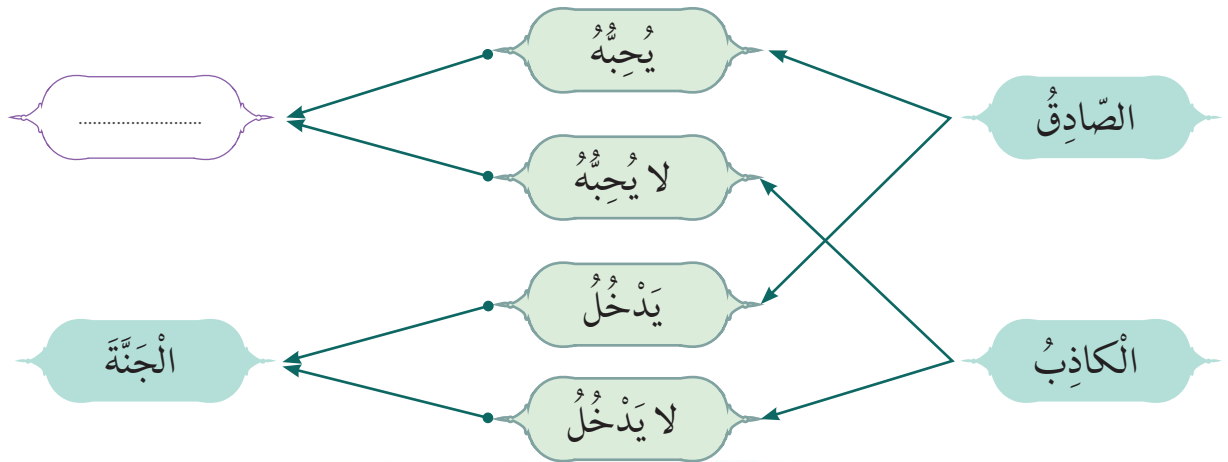 الصّادِقُ
يُحِبُّهُ
..........................
لا يُحِبُّهُ
الْكاذِبُ
يَدْخُلُ
الْجَنَّةَ
لا يَدْخُلُ